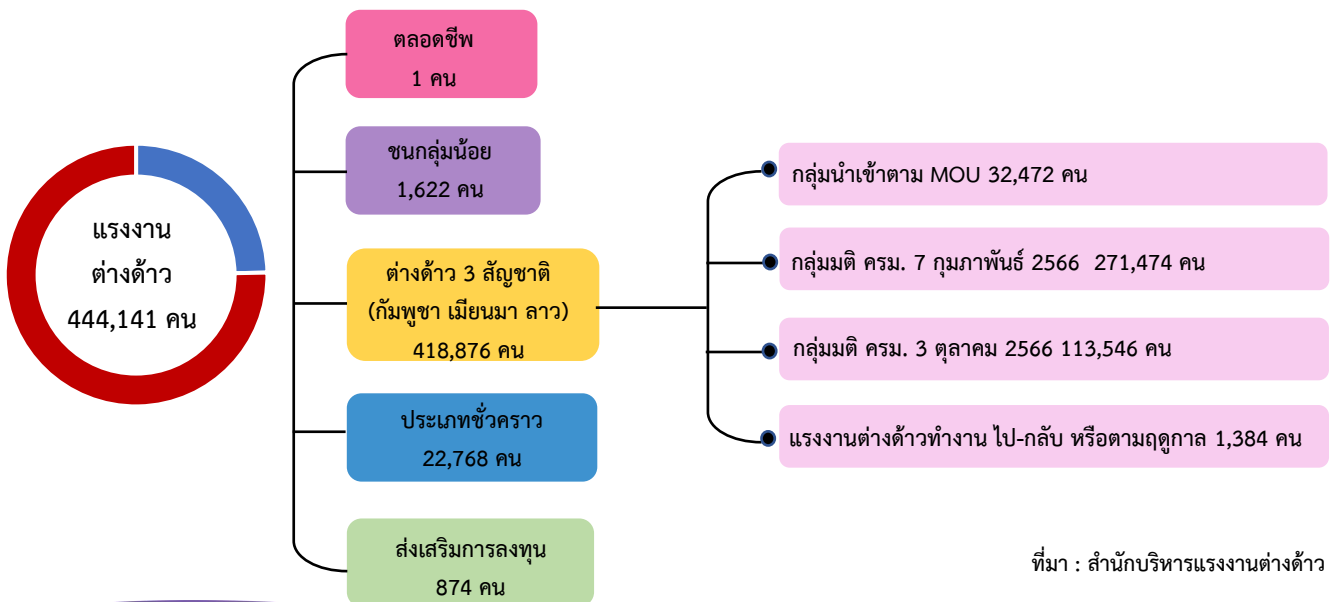 แรงงาน
ต่างด้าว
444,141 คน
ตลอดชีพ
1 คน
ชนกลุ่มน้อย
1,622 คน
ต่างด้าว 3 สัญชาติ
(กัมพูชา เมียนมา ลาว)
418,876 คน
ประเภทชั่วคราว
22,768 คน
ส่งเสริมการลงทุน
874 คน
กลุ่มนำเข้าตาม MOU 32,472 คน
กลุ่มมติ ครม. 7 กุมภาพันธ์ 2566 271,474 คน
กลุ่มมติ ครม. 3 ตุลาคม 2566 113,546 คน
แรงงานต่างด้าวทำงาน ไป-กลับ หรือตามฤดูกาล 1,384 คน
ที่มา : สำนักบริหารแรงงานต่างด้าว